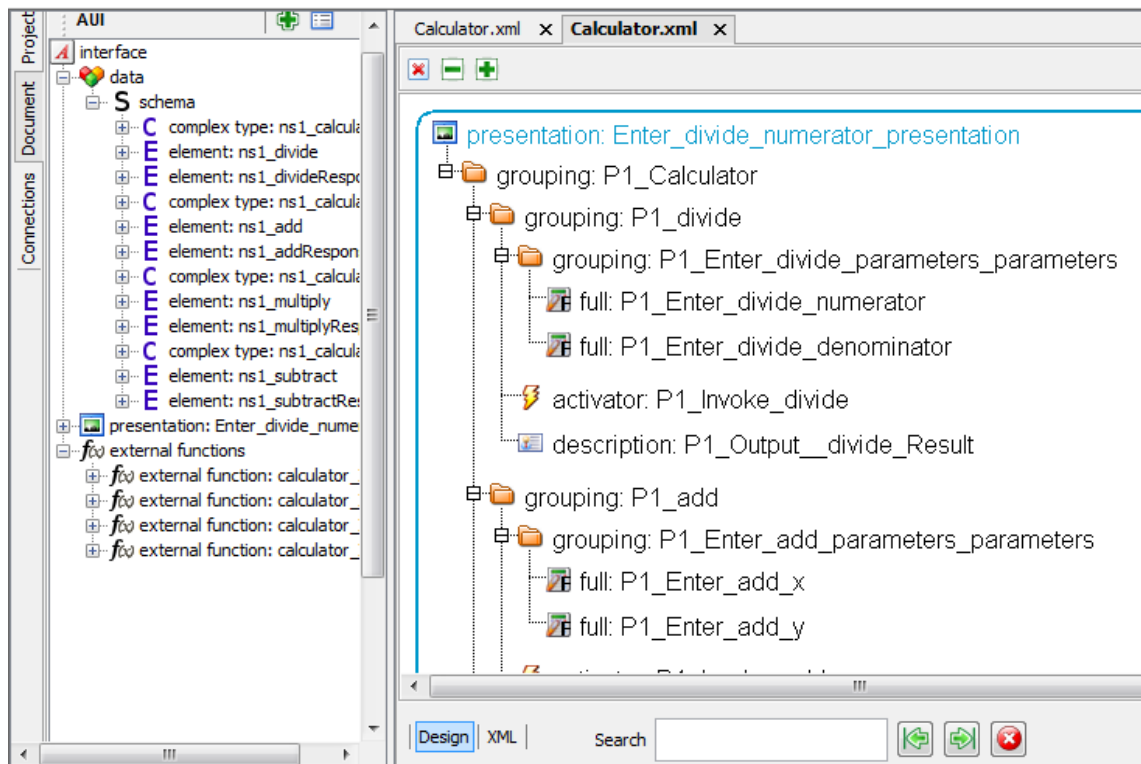 Project
Document
Connections
AUI
interface
data
schema
complex type: ns1_calcula
element: ns1_divide
element: ns1_divideRespo
complex type: ns1_calcula
element: ns1_add
element: ns1_addRespon
complex type: ns1_calcula
element: ns1_multiply
element: ns1_multiplyRes
complex type: ns1_calcula
element: ns1_subtract
element: ns1_subtractRes
presentation: Enter_divide_nume
external functions
external function: calculator_
external function: calculator_
external function: calculator_
external function: calculator_
Calculator.xml
Calculator.xml
presentation: Enter_divide_numerator_presentation
grouping: P1_Calculator
grouping: P1_divide
grouping: P1_Enter_divide_parameters_parameters
full: P1_Enter_divide_numerator
full: P1_Enter_divide_denominator
activator: P1_Invoke_divide
description: P1_Output__divide_Result
grouping: P1_add
grouping: P1_Enter_add_parameters_parameters
full: P1_Enter_add_x
full: P1_Enter_add_y
Design XML Search